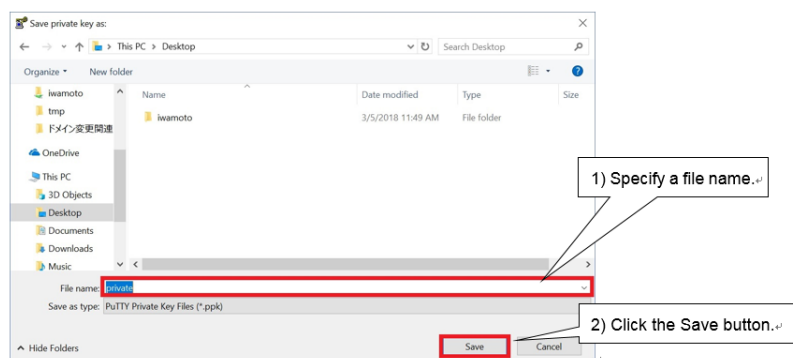 Save private key as:
This PC > Desktop
Search Desktop
Organize
New folder
Name
Date modified
Type
Size
iwamoto
tmp
ドメイン変更関連
OneDrive
This PC
3D Objects
Desktop
Documents
Downloads
Music
iwamoto
3/5/2018 11:49 AM
File folder
1) Specify a file name.
File name: private
Save as type: PuTTY Private Key Files (*.ppk)
2) Click the Save button.
Hide Folders
Save
Cancel